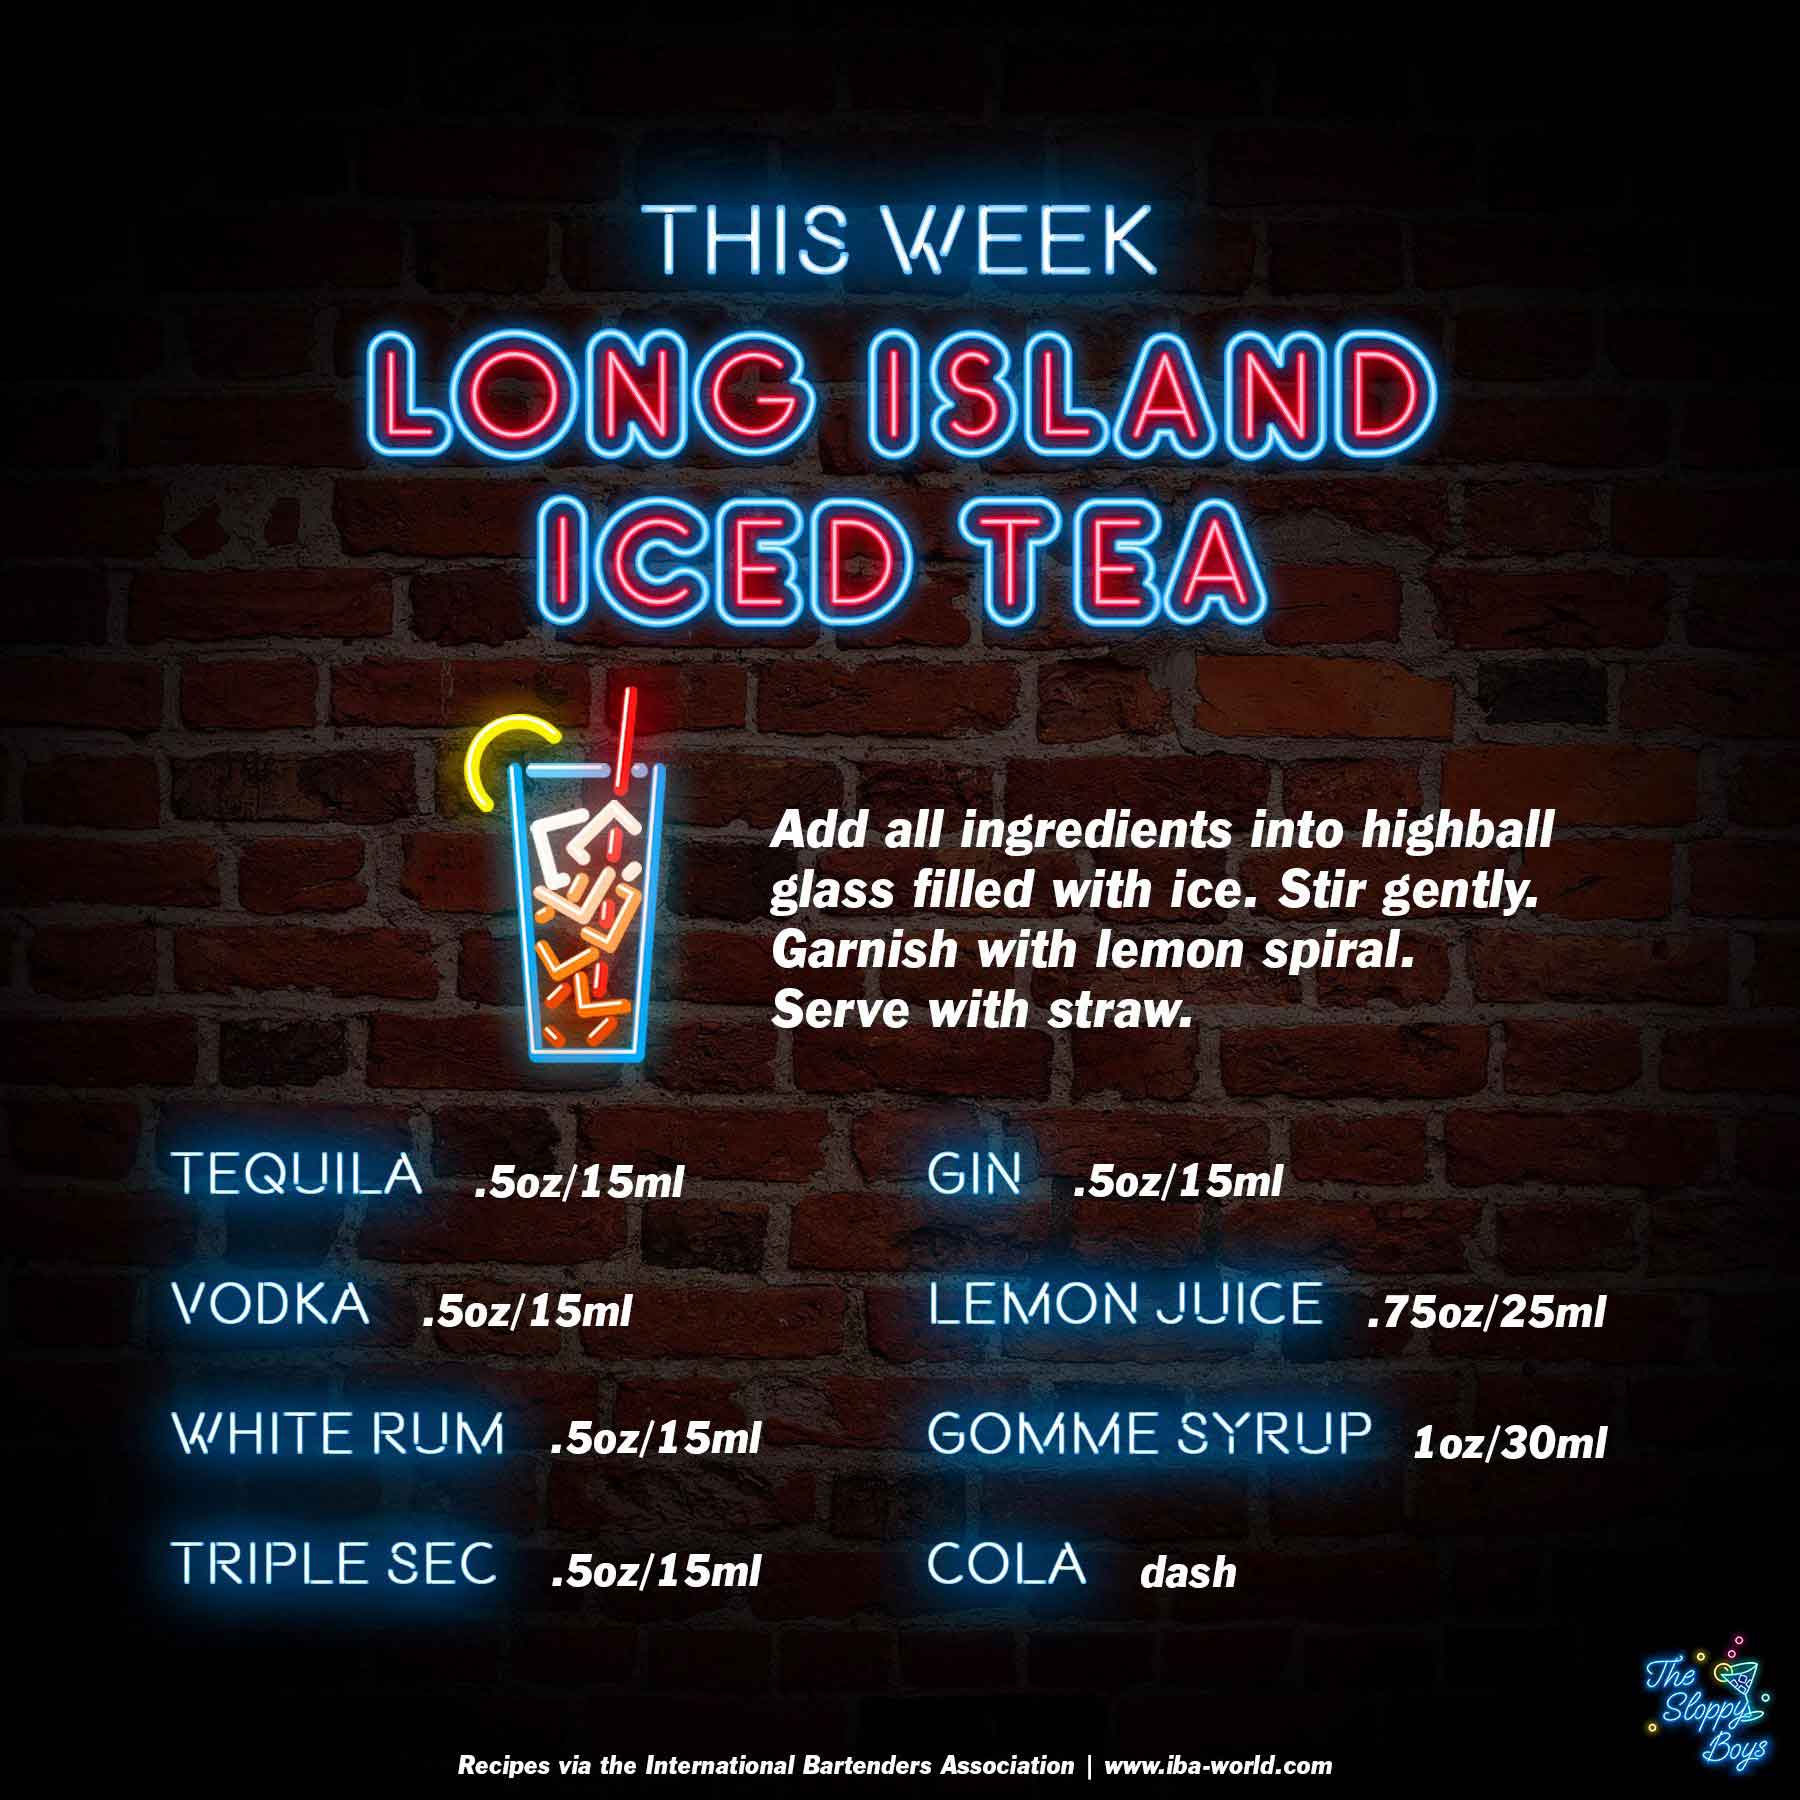 THIS WEEK
LONG ISLAND
ICED TEA
Add all ingredients into highball
glass filled with ice. Stir gently.
Garnish with lemon spiral.
Serve with straw.
TEQUILA .5oz/15ml
GIN .5oz/15ml
VODKA .5oz/15ml
LEMON JUICE .75oz/25ml
WHITE RUM .5oz/15ml
GOMME SYRUP 1oz/30ml
TRIPLE SEC .5oz/15ml
COLA dash
The
Sloppy
Boys
Recipes via the International Bartenders Association | www.iba-world.com